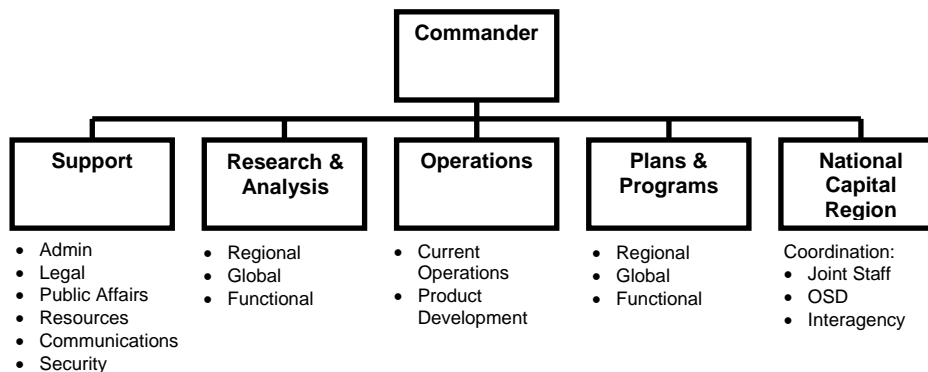 Commander
Support
Research &
Analysis
Operations
Plans &
Programs
National
Capital
Region
• Admin
• Legal
• Public Affairs
• Resources
• Communications
• Security
• Regional
• Global
• Functional
• Current
Operations
• Product
Development
• Regional
• Global
• Functional
Coordination:
• Joint Staff
• OSD
• Interagency